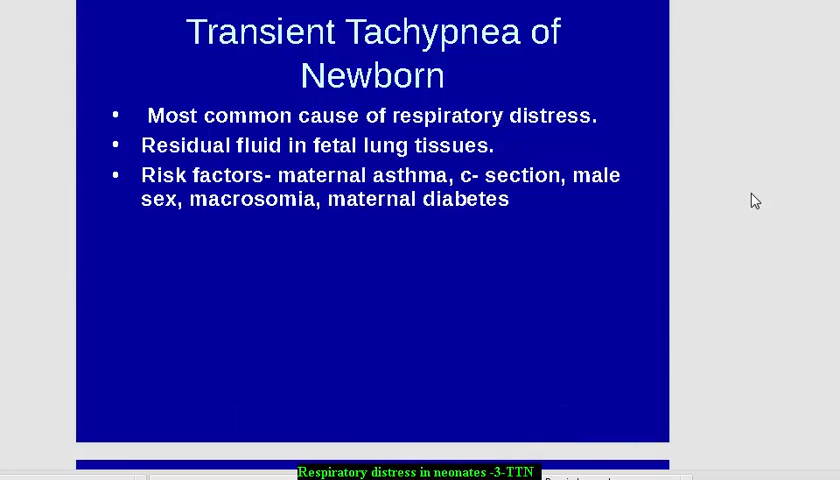 Transient Tachypnea of
Newborn
• Most common cause of respiratory distress.
• Residual fluid in fetal lung tissues.
• Risk factors- maternal asthma, c- section, male
sex, macrosomia, maternal diabetes
Respiratory distress in neonates -3-TTN